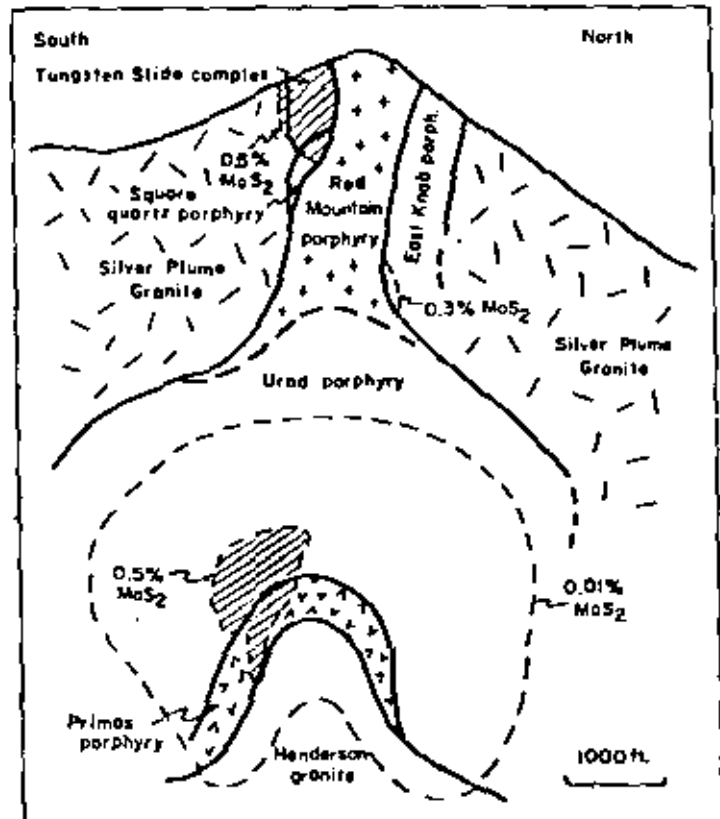 South
North
Tungsten Slide complex
0.5%
MoS2
Square
quartz porphyry
Red
Mountain
porphyry
East Knob porph.
Silver Plume
Granite
0.3% MoS2
Silver Plume
Granite
Urad porphyry
0.5%
MoS2
0.01%
MoS2
Primos
porphyry
Henderson
granite
1000 ft.